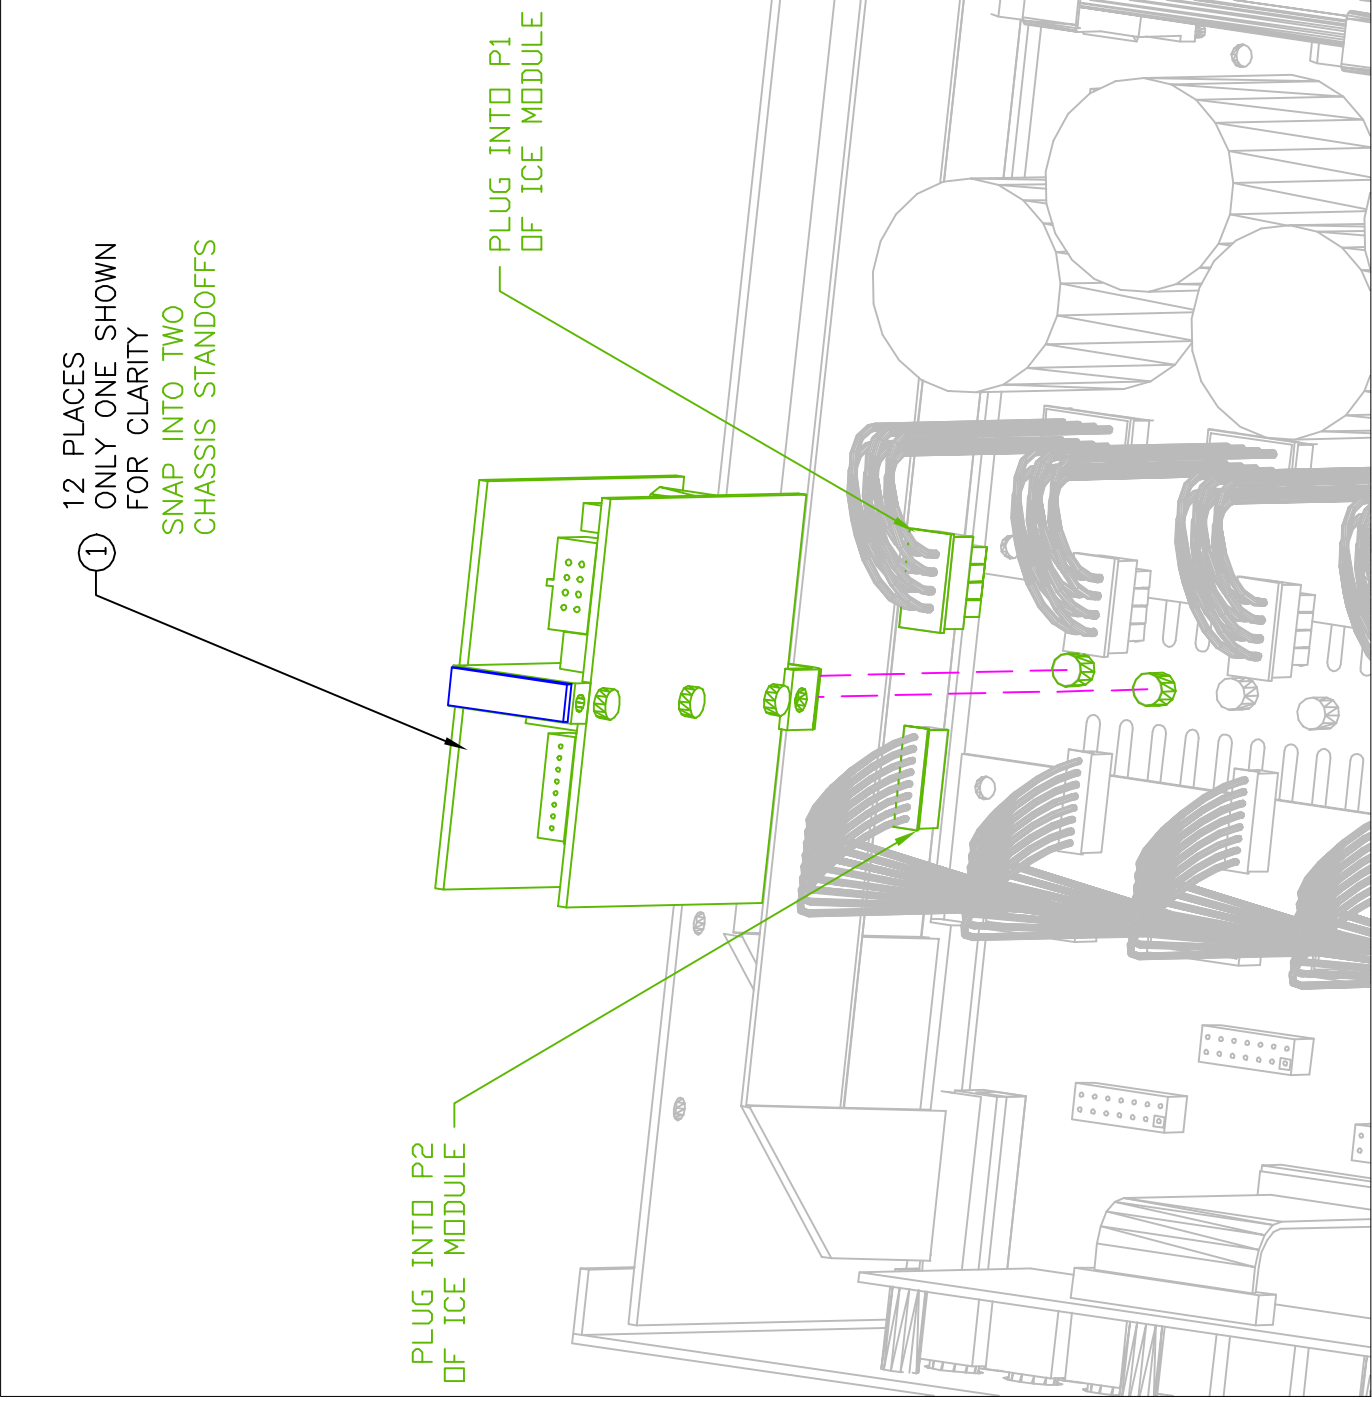 1
12 PLACES
ONLY ONE SHOWN
FOR CLARITY
SNAP INTO TWO
CHASSIS STANDOFFS
PLUG INTO P1
OF ICE MODULE
PLUG INTO P2
OF ICE MODULE